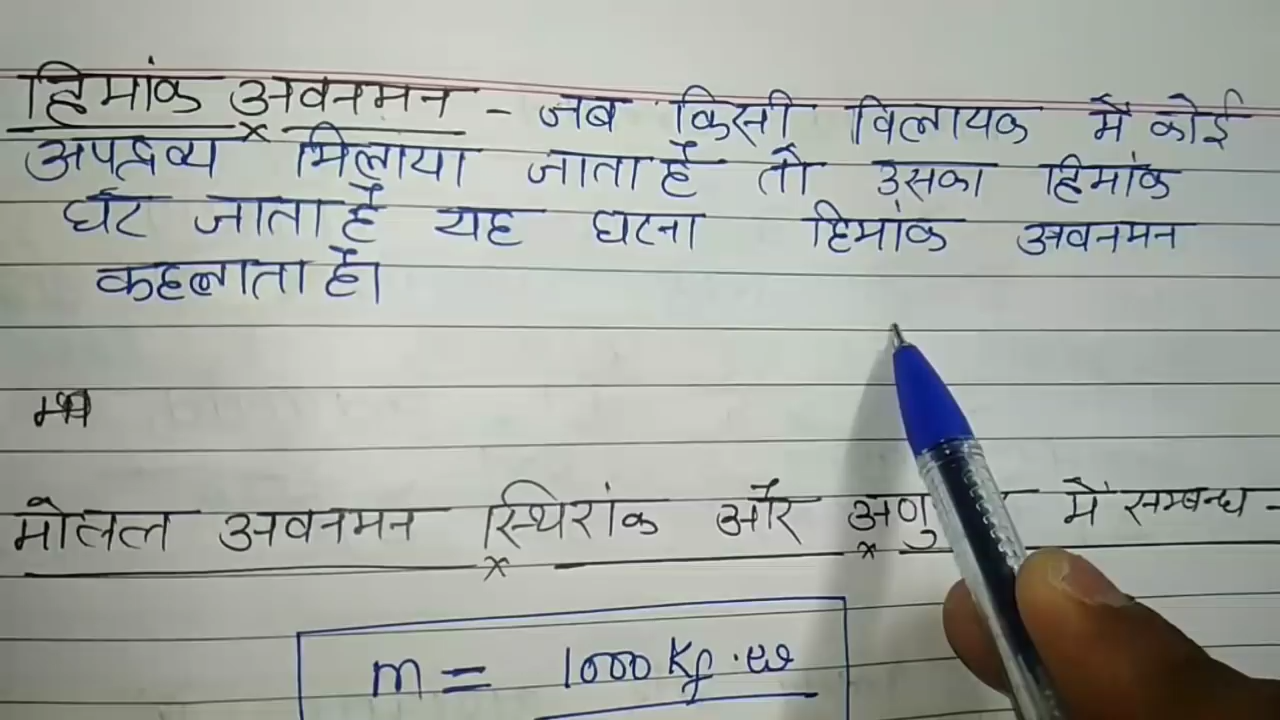 हिमांक अवनमन - जब किसी विलायक में कोई
अपद्रव्य मिलाया जाता है तो उसका हिमांक
घट जाता है यह घटना हिमांक अवनमन
कहलाता है।
मोलल अवनमन स्थिरांक और अणु में सम्बन्ध -
m = 1000 Kf . w